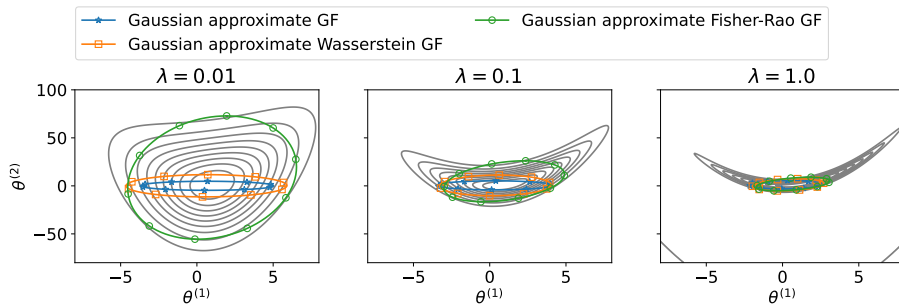 Gaussian approximate GF
Gaussian approximate Wasserstein GF
Gaussian approximate Fisher-Rao GF
λ = 0.01
λ = 0.1
λ = 1.0
θ⁽²⁾
100
50
0
−50
−5 0 5
−5 0 5
−5 0 5
θ⁽¹⁾
θ⁽¹⁾
θ⁽¹⁾